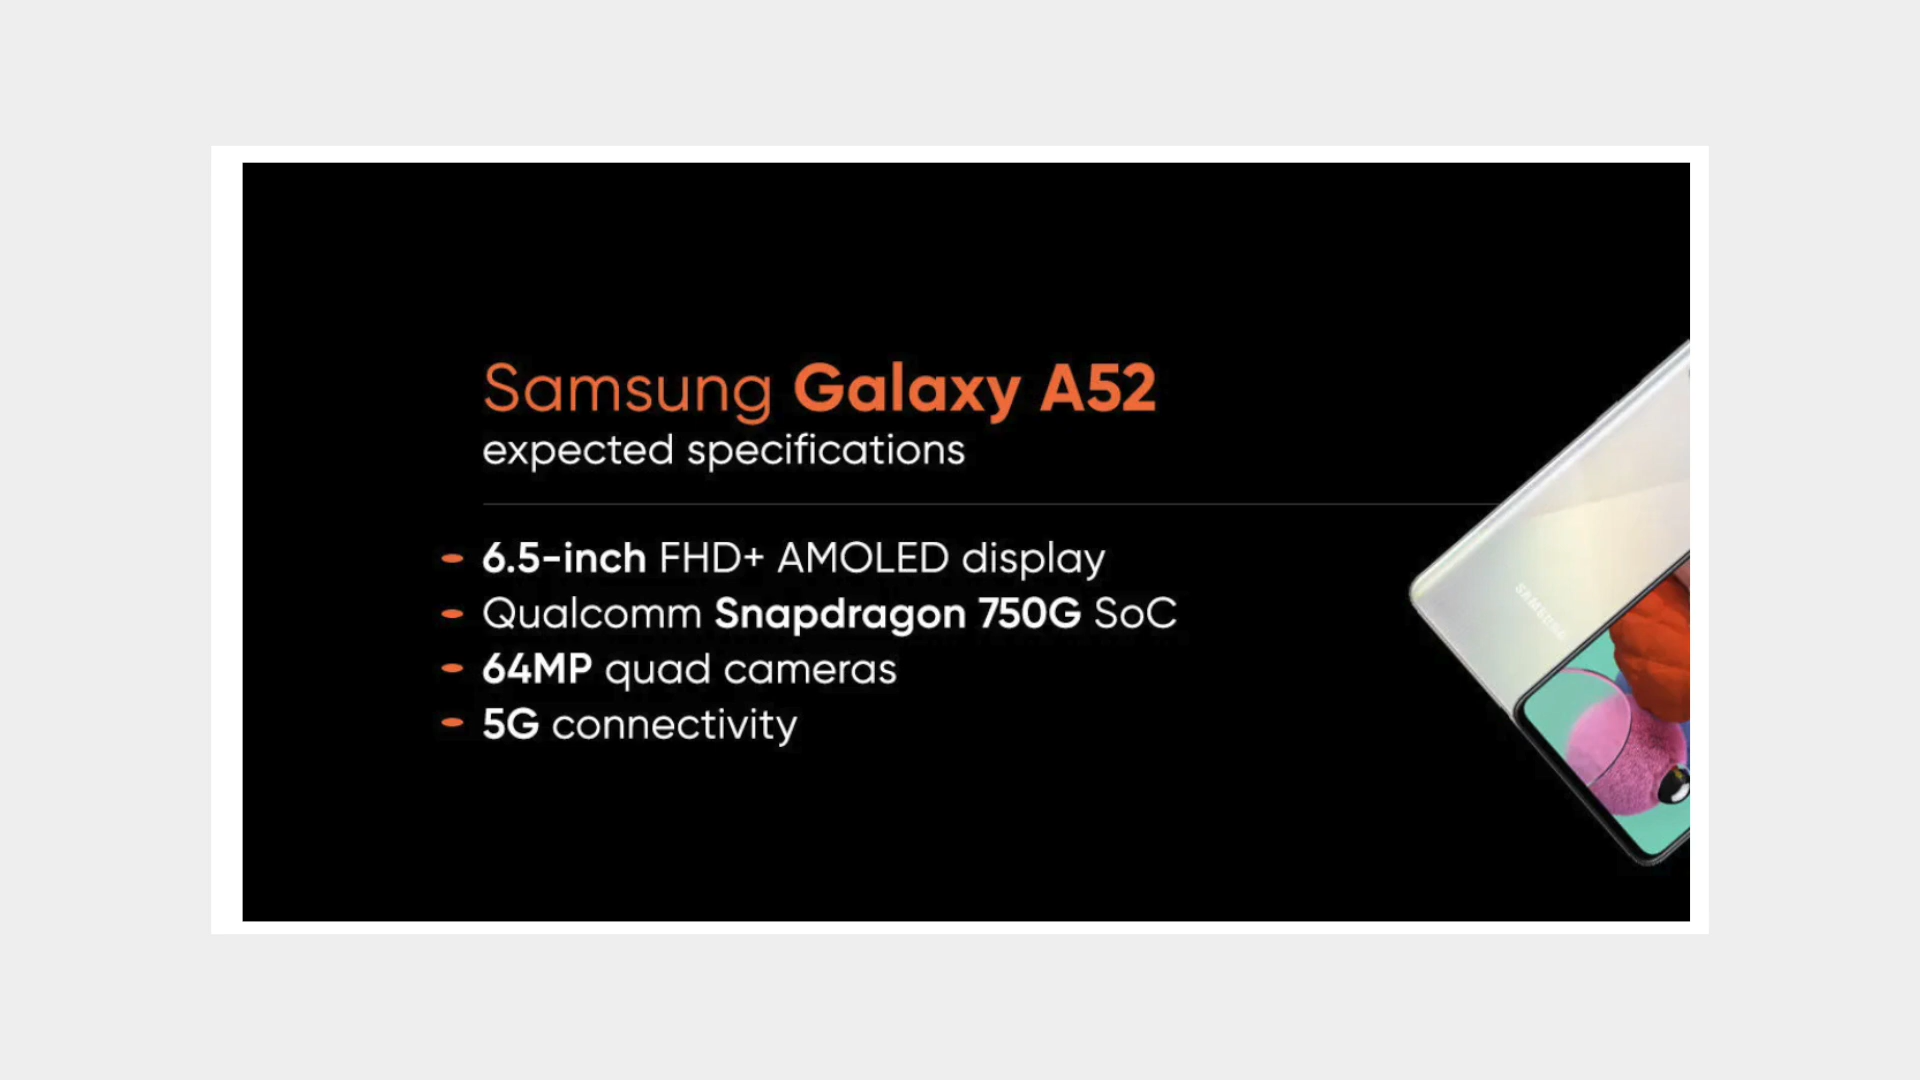 Samsung Galaxy A52
expected specifications
6.5-inch FHD+ AMOLED display
Qualcomm Snapdragon 750G SoC
64MP quad cameras
5G connectivity
SAMSUNG